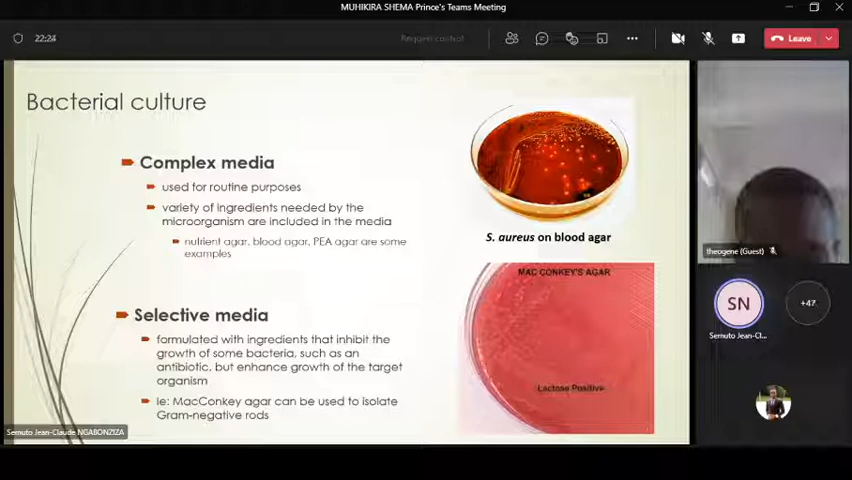 MUHIKIRA SHEMA Prince's Teams Meeting
22:24
Request control
Leave
Bacterial culture
Complex media
used for routine purposes
variety of ingredients needed by the
microorganism are included in the media
nutrient agar, blood agar, PEA agar are some
examples
S. aureus on blood agar
Selective media
formulated with ingredients that inhibit the
growth of some bacteria, such as an
antibiotic, but enhance growth of the target
organism
Ie: MacConkey agar can be used to isolate
Gram-negative rods
MAC CONKEY'S AGAR
Lactose Positive
Semuto Jean-Claude NGABONZIZA
theogene (Guest)
SN
+47
Semuto Jean-Cl...